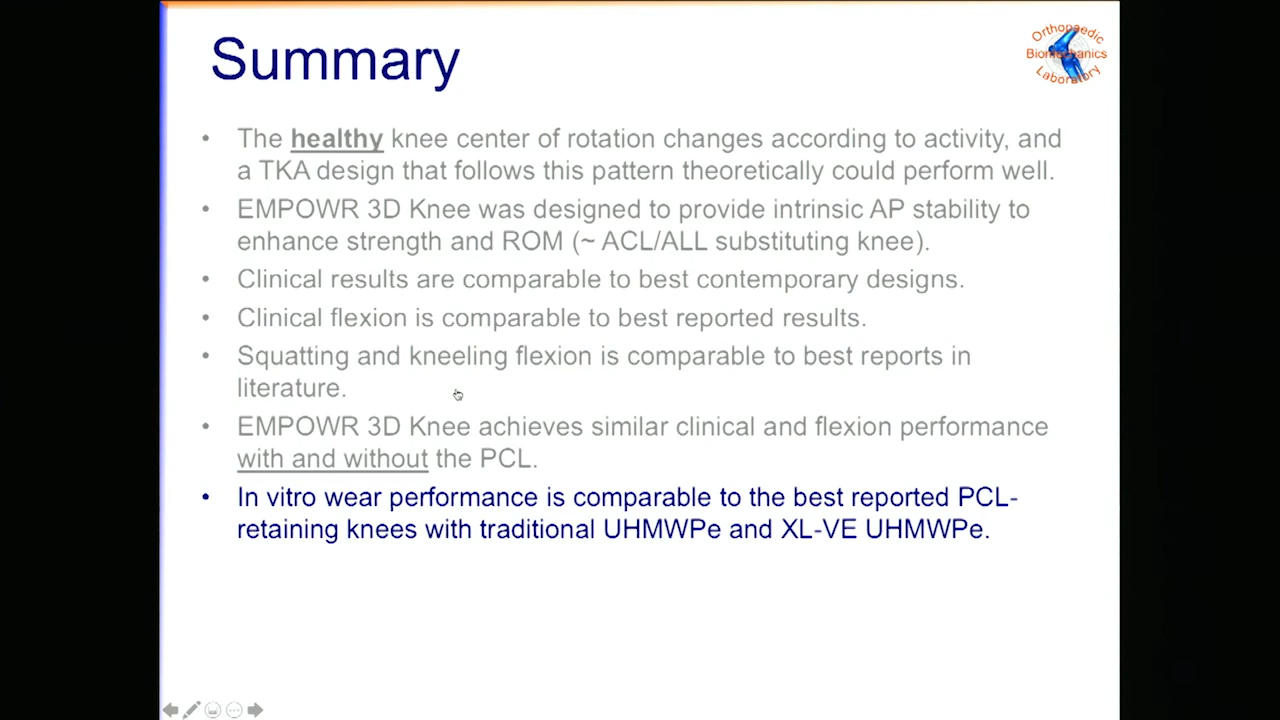 Summary
Orthopaedic
Biomechanics
Laboratory
• The healthy knee center of rotation changes according to activity, and
a TKA design that follows this pattern theoretically could perform well.
• EMPOWR 3D Knee was designed to provide intrinsic AP stability to
enhance strength and ROM (~ ACL/ALL substituting knee).
• Clinical results are comparable to best contemporary designs.
• Clinical flexion is comparable to best reported results.
• Squatting and kneeling flexion is comparable to best reports in
literature.
• EMPOWR 3D Knee achieves similar clinical and flexion performance
with and without the PCL.
• In vitro wear performance is comparable to the best reported PCL-
retaining knees with traditional UHMWPe and XL-VE UHMWPe.